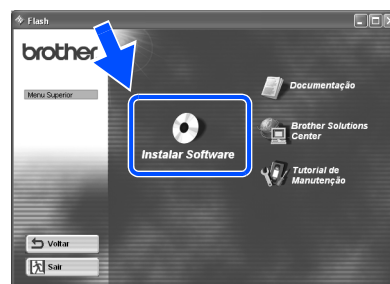 Flash
brother
Menu Superior
Instalar Software
Documentação
Brother Solutions
Center
Tutorial de
Manutenção
Voltar
Sair